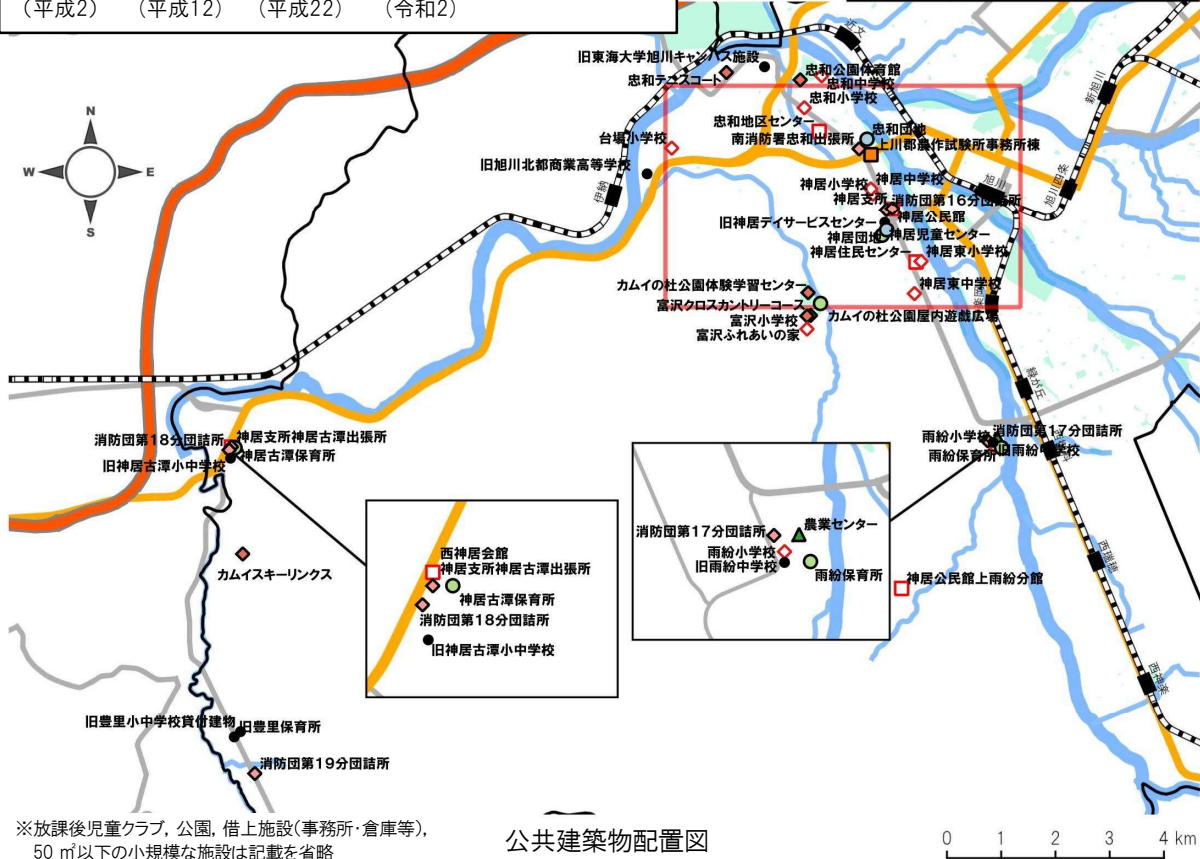 (平成2) (平成12) (平成22) (令和2)
近文
旧東海大学旭川キャンパス施設
忠和テニスコート
忠和公園体育館
忠和中学校
忠和小学校
新旭川
N
W E
S
忠和地区センター
忠和団地
台場小学校
南消防署忠和出張所
上川郡農作試験所事務所棟
旧旭川北都商業高等学校
伊納
神居小学校
神居中学校
旭川
旭川四条
神居支所
消防団第16分団詰所
神居公民館
旧神居デイサービスセンター
神居団地
神居児童センター
神居住民センター
神居東小学校
カムイの杜公園体験学習センター
神居東中学校
富沢クロスカントリーコース
カムイの杜公園屋内遊戯広場
富沢小学校
富沢ふれあいの家
緑が丘
消防団第18分団詰所
神居支所神居古潭出張所
神居古潭保育所
旧神居古潭小中学校
雨紛小学校
消防団第17分団詰所
雨紛保育所
旧雨紛中学校
カムイスキーリンクス
西神居会館
神居支所神居古潭出張所
神居古潭保育所
消防団第18分団詰所
旧神居古潭小中学校
消防団第17分団詰所
農業センター
雨紛小学校
旧雨紛中学校
雨紛保育所
神居公民館上雨紛分館
西瑞穂
西神楽
旧豊里小中学校貸付建物
旧豊里保育所
消防団第19分団詰所
※放課後児童クラブ, 公園, 借上施設(事務所・倉庫等),
50 ㎡以下の小規模な施設は記載を省略
公共建築物配置図
0 1 2 3 4 km